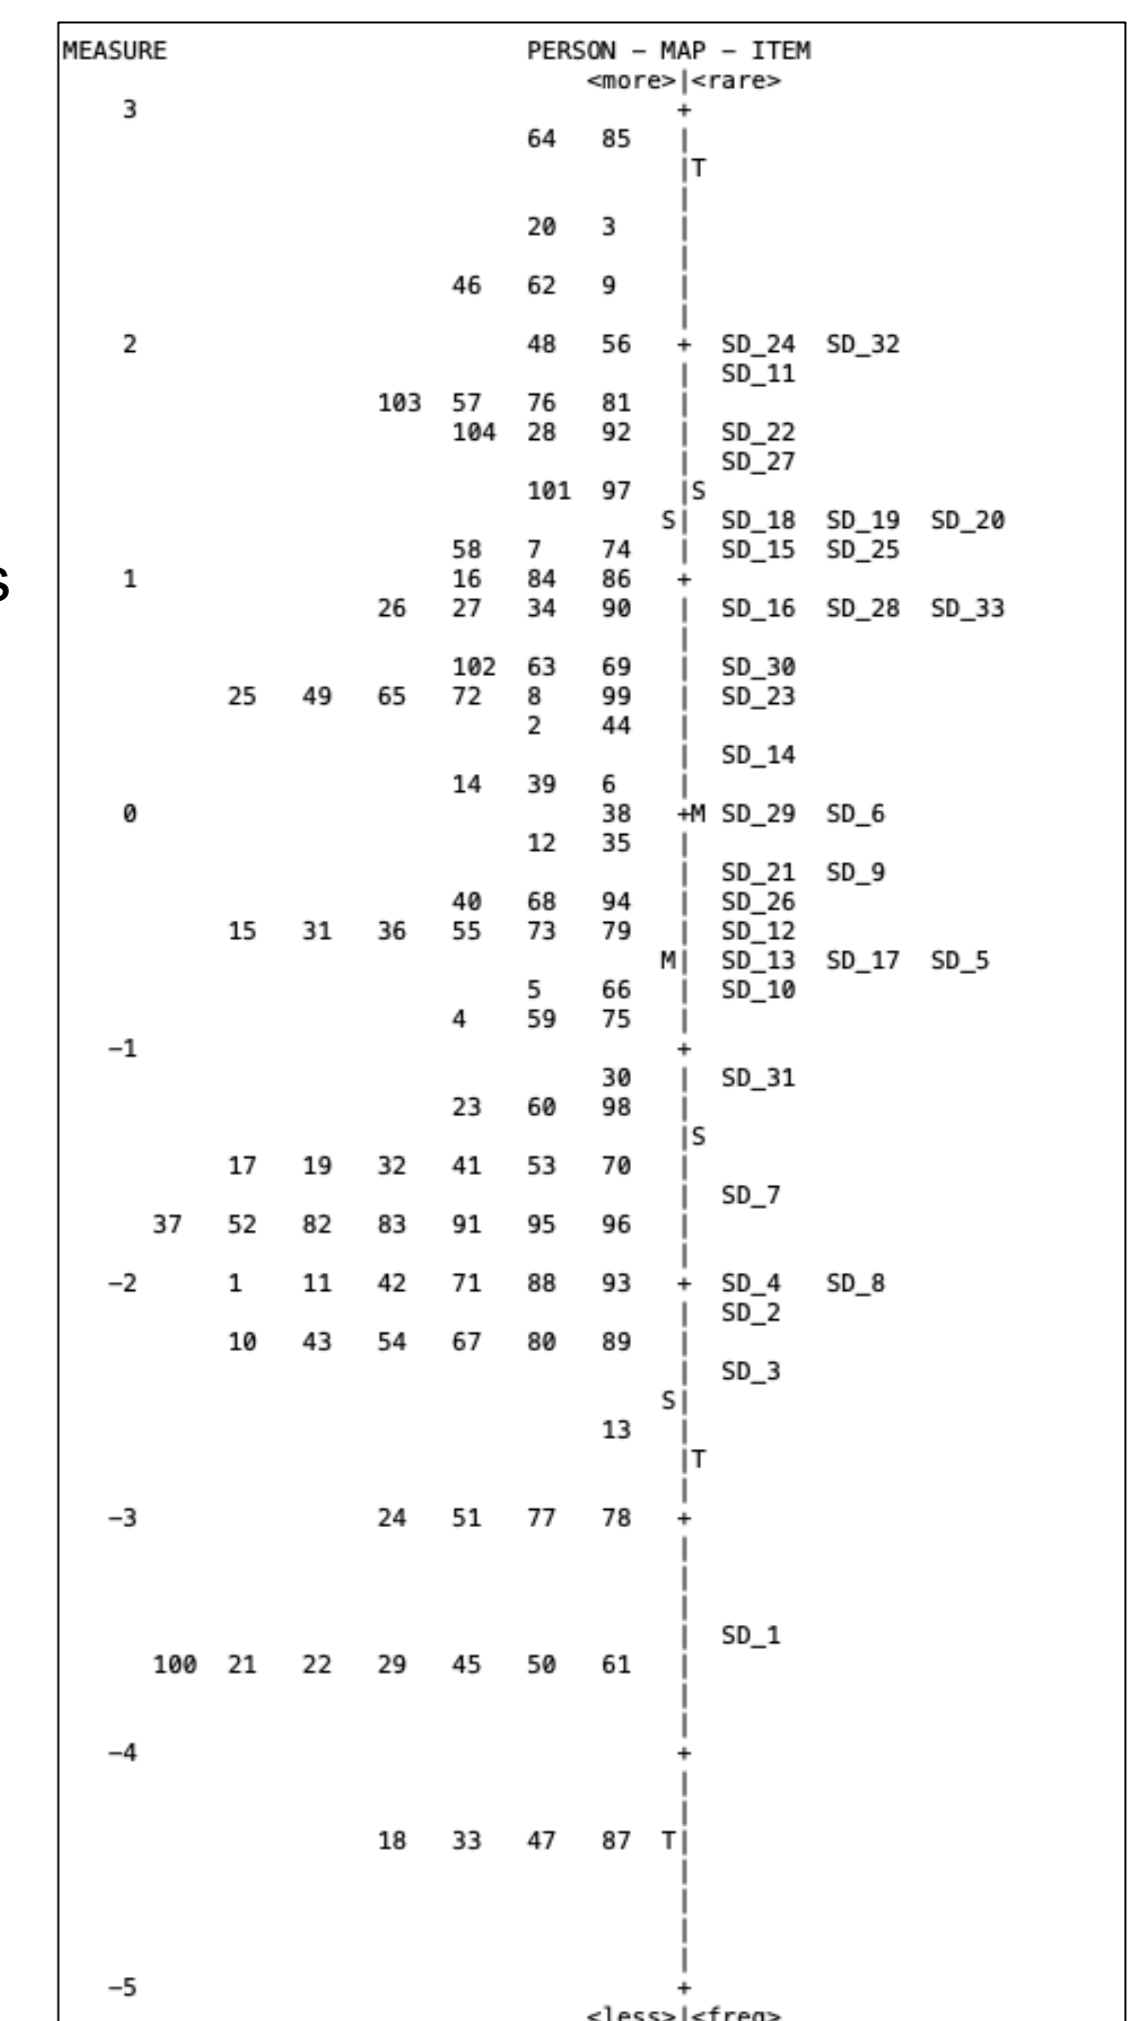 MEASURE PERSON – MAP – ITEM
<more>|<rare>
3 +
64 85 |
|T
|
20 3 |
|
46 62 9 |
|
2 48 56 + SD_24 SD_32
| SD_11
103 57 76 81 |
104 28 92 | SD_22
| SD_27
101 97 |S
S| SD_18 SD_19 SD_20
58 7 74 | SD_15 SD_25
s
1 16 84 86 +
26 27 34 90 | SD_16 SD_28 SD_33
|
102 63 69 | SD_30
25 49 65 72 8 99 | SD_23
2 44 |
| SD_14
14 39 6 |
0 38 +M SD_29 SD_6
12 35 |
| SD_21 SD_9
40 68 94 | SD_26
15 31 36 55 73 79 | SD_12
M| SD_13 SD_17 SD_5
5 66 | SD_10
4 59 75 |
–1 +
30 | SD_31
23 60 98 |
|S
17 19 32 41 53 70 |
| SD_7
37 52 82 83 91 95 96 |
|
–2 1 11 42 71 88 93 + SD_4 SD_8
| SD_2
10 43 54 67 80 89 |
| SD_3
S|
13 |
|T
|
–3 24 51 77 78 +
|
|
|
| SD_1
100 21 22 29 45 50 61 |
|
|
–4 +
|
|
18 33 47 87 T|
|
|
|
|
–5 +
<less>|<freq>